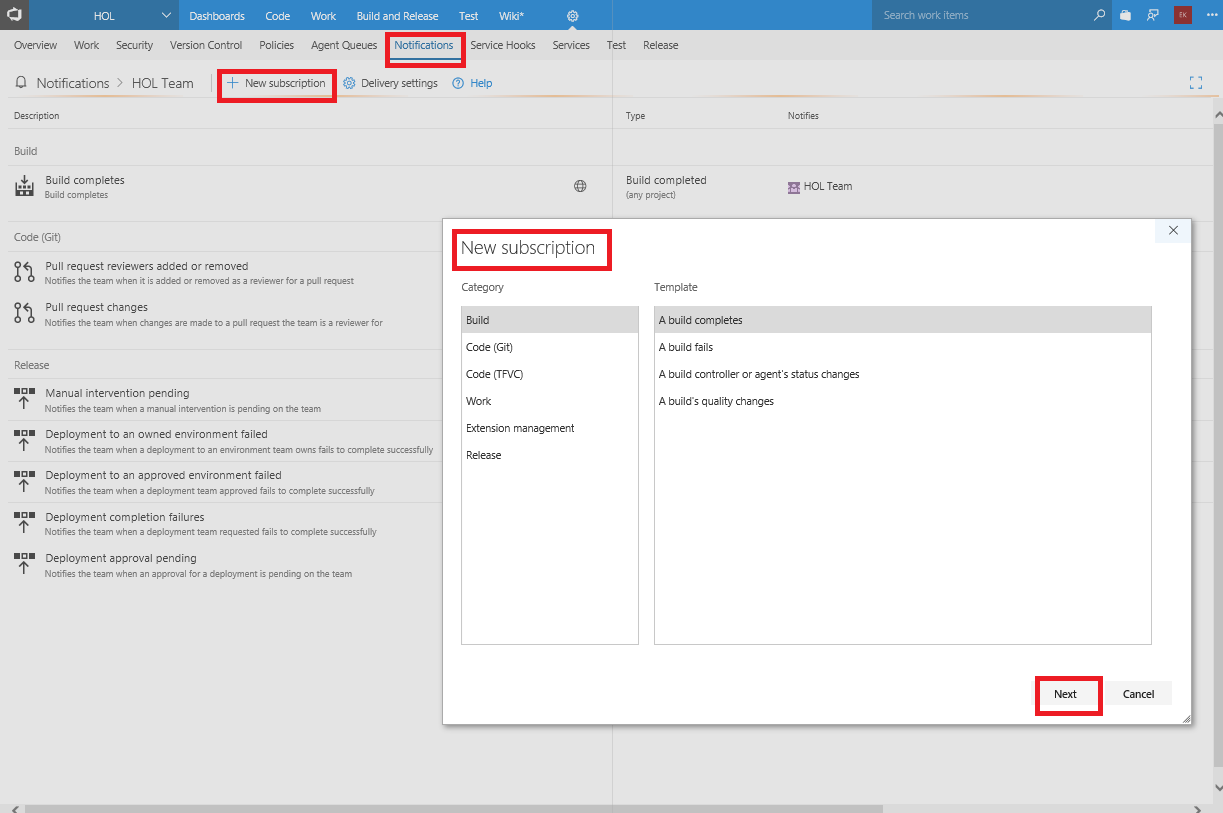 HOL Dashboards Code Work Build and Release Test Wiki* Search work items EK
Overview Work Security Version Control Policies Agent Queues Notifications Service Hooks Services Test Release
Notifications > HOL Team + New subscription Delivery settings Help
Description Type Notifies
Build
Build completes Build completed
Build completes (any project) HOL Team
Code (Git)
Pull request reviewers added or removed
Notifies the team when it is added or removed as a reviewer for a pull request
Pull request changes
Notifies the team when changes are made to a pull request the team is a reviewer for
Release
Manual intervention pending
Notifies the team when a manual intervention is pending on the team
Deployment to an owned environment failed
Notifies the team when a deployment to an environment team owns fails to complete successfully
Deployment to an approved environment failed
Notifies the team when a deployment team approved fails to complete successfully
Deployment completion failures
Notifies the team when a deployment team requested fails to complete successfully
Deployment approval pending
Notifies the team when an approval for a deployment is pending on the team
New subscription
Category Template
Build A build completes
Code (Git) A build fails
Code (TFVC) A build controller or agent's status changes
Work A build's quality changes
Extension management
Release
Next Cancel